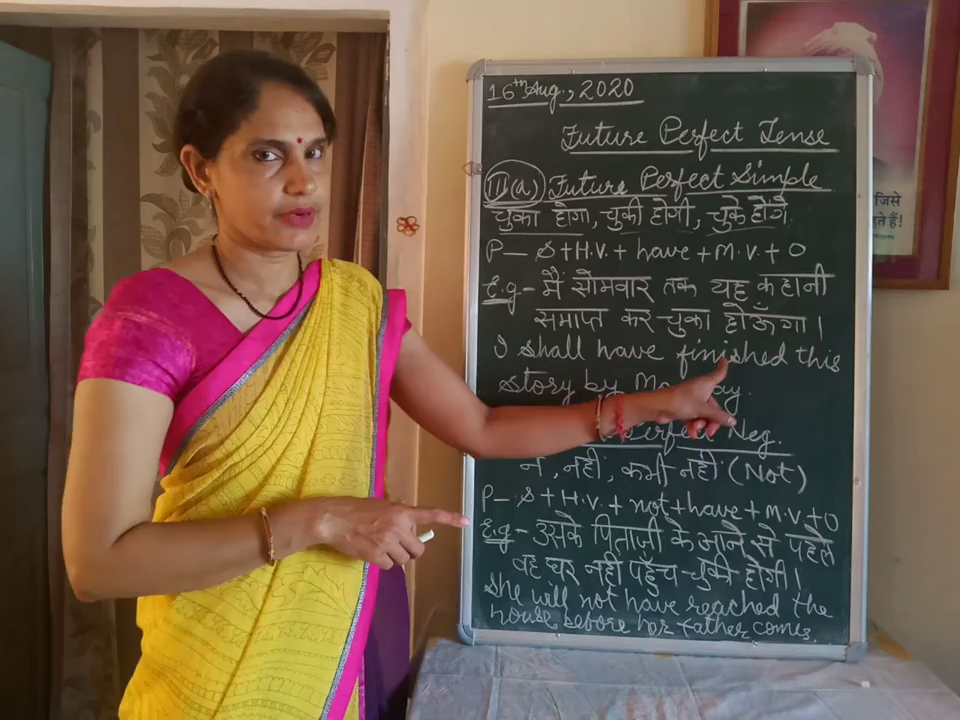 16th Aug., 2020
Future Perfect Tense
II(a) Future Perfect Simple
चुका होगा, चुकी होगी, चुके होंगे.
P— S+H.V.+ have +M.V+O
E.g- मैं सोमवार तक यह कहानी
समाप्त कर चुका होऊँगा।
I shall have finished this
story by
Perfect Neg.
न, नहीं, कभी नहीं (Not)
P- S+H.V.+not+have+M.V+O
E.g- उसके पिताजी के आने से पहले
वह घर नहीं पहुँच चुकी होगी।
She will not have reached the
house before her father comes.
जिसे
हते हैं!